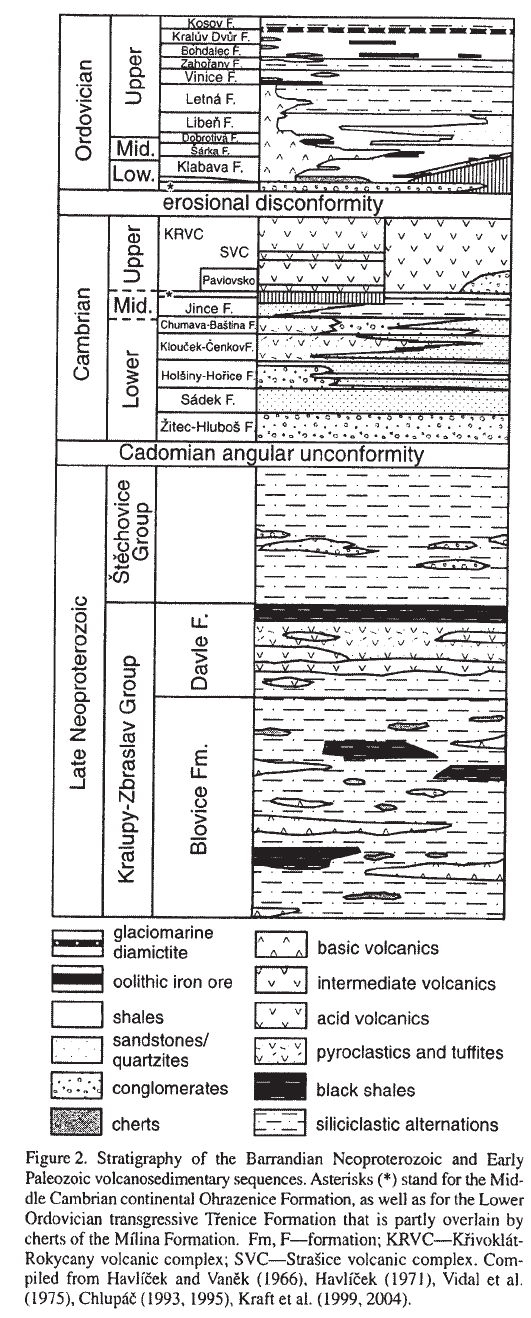 Ordovician
Upper
Mid.
Low.
Kosov F.
Kralův Dvůr F.
Bohdalec F.
Zahořany F.
Vinice F.
Letná F.
Libeň F.
Dobrotivá F.
Šárka F.
Klabava F.
*
erosional disconformity
Cambrian
Upper
Mid.
Lower
KRVC
SVC
Pavlovsko
*
Jince F.
Chumava-Baština F.
Klouček-Čenkov F.
Holšiny-Hořice F.
Sádek F.
Žitec-Hluboš F.
Cadomian angular unconformity
Late Neoproterozoic
Štěchovice
Group
Kralupy-Zbraslav Group
Davle F.
Blovice Fm.
glaciomarine
diamictite
oolithic iron ore
shales
sandstones/
quartzites
conglomerates
cherts
basic volcanics
intermediate volcanics
acid volcanics
pyroclastics and tuffites
black shales
siliciclastic alternations
Figure 2. Stratigraphy of the Barrandian Neoproterozoic and Early
Paleozoic volcanosedimentary sequences. Asterisks (*) stand for the Mid-
dle Cambrian continental Ohrazenice Formation, as well as for the Lower
Ordovician transgressive Třenice Formation that is partly overlain by
cherts of the Mílina Formation. Fm, F—formation; KRVC—Křivoklát-
Rokycany volcanic complex; SVC—Strašice volcanic complex. Com-
piled from Havlíček and Vaněk (1966), Havlíček (1971), Vidal et al.
(1975), Chlupáč (1993, 1995), Kraft et al. (1999, 2004).